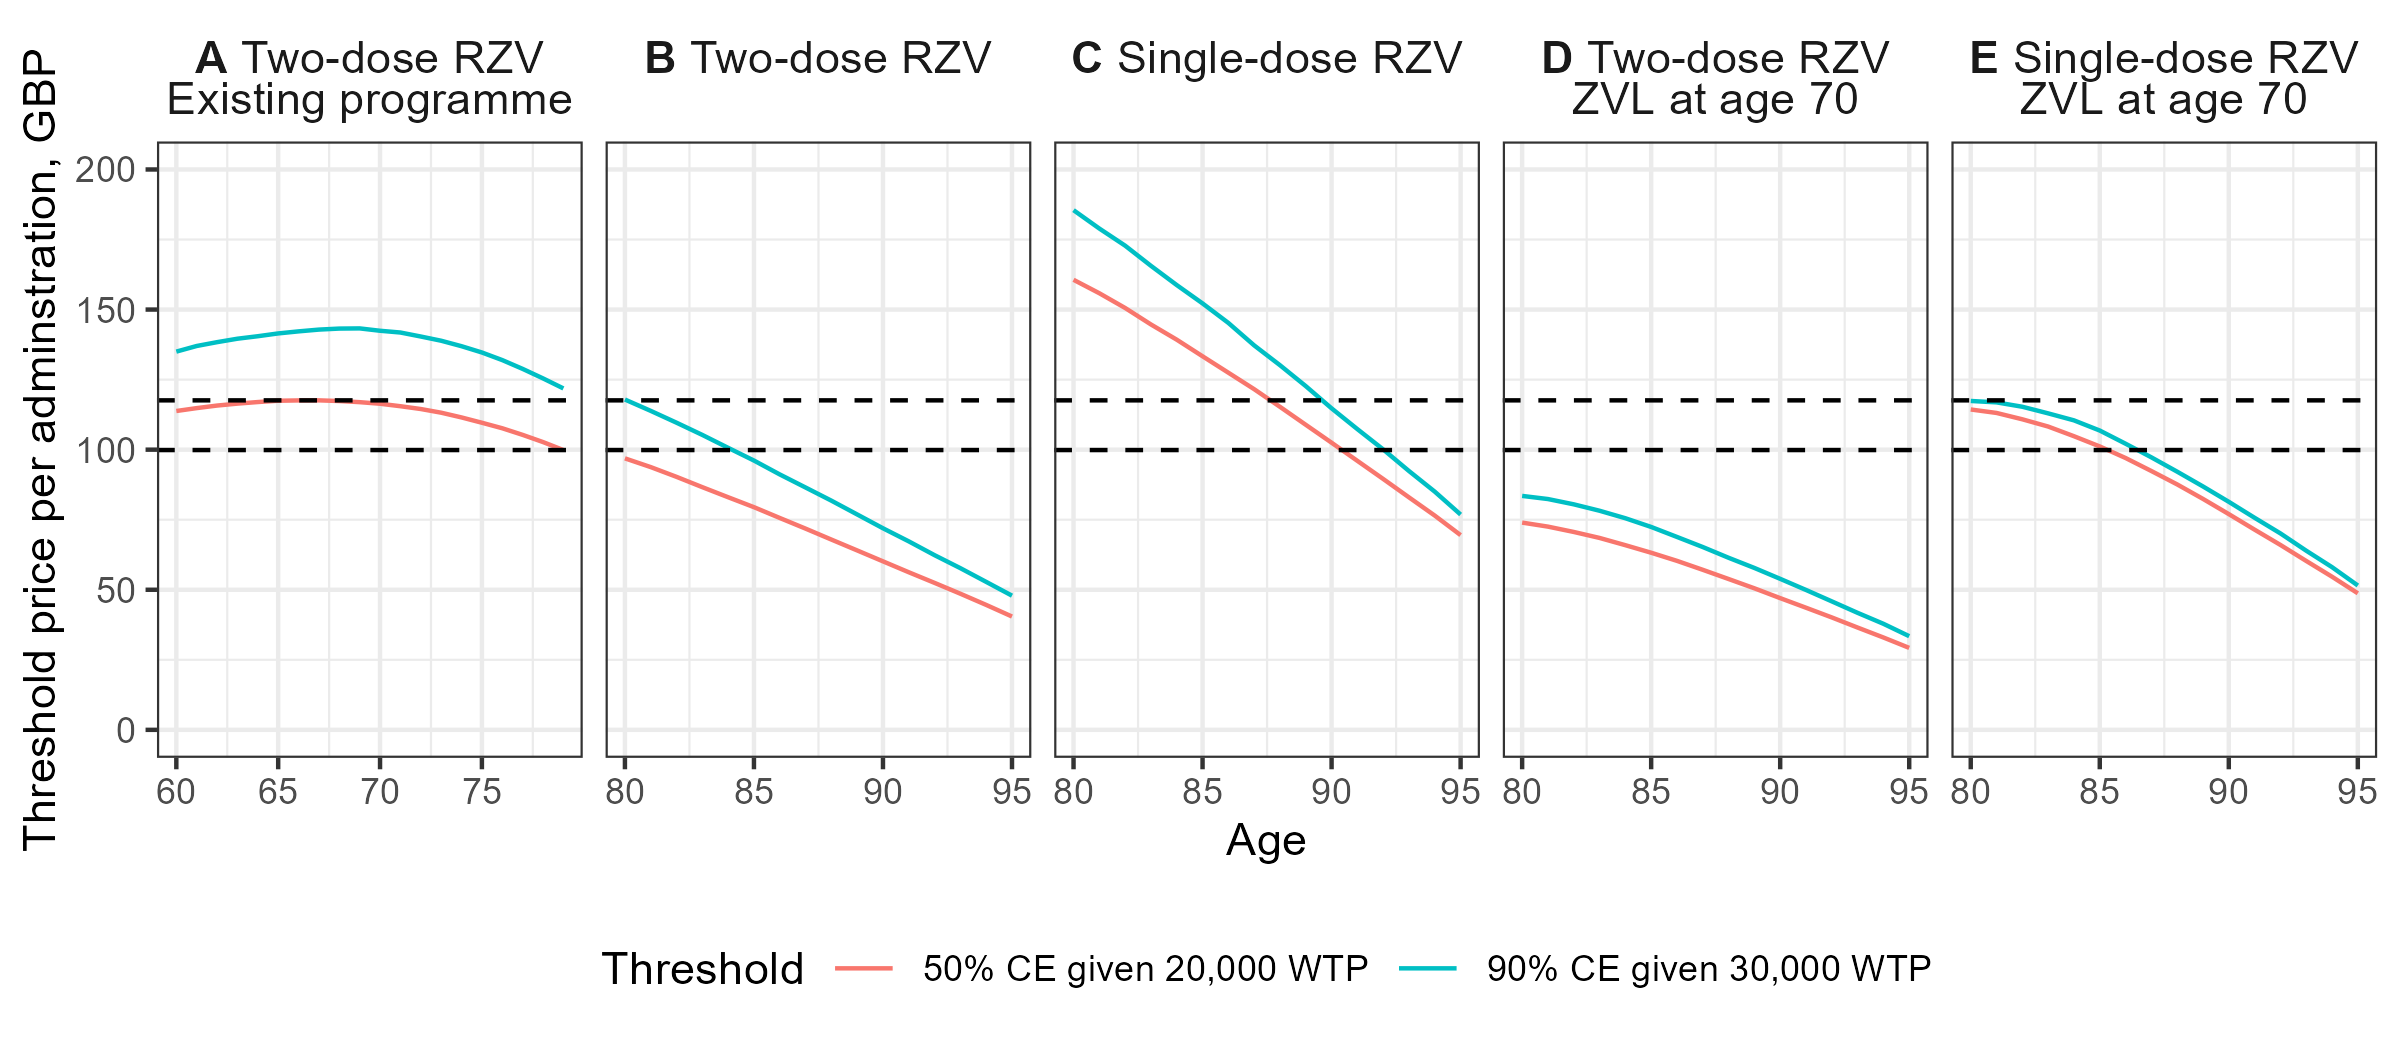 A Two-dose RZV
Existing programme
B Two-dose RZV
C Single-dose RZV
D Two-dose RZV
ZVL at age 70
E Single-dose RZV
ZVL at age 70
Threshold price per adminstration, GBP
200
150
100
50
0
60 65 70 75
80 85 90 95
80 85 90 95
80 85 90 95
80 85 90 95
Age
Threshold 50% CE given 20,000 WTP 90% CE given 30,000 WTP